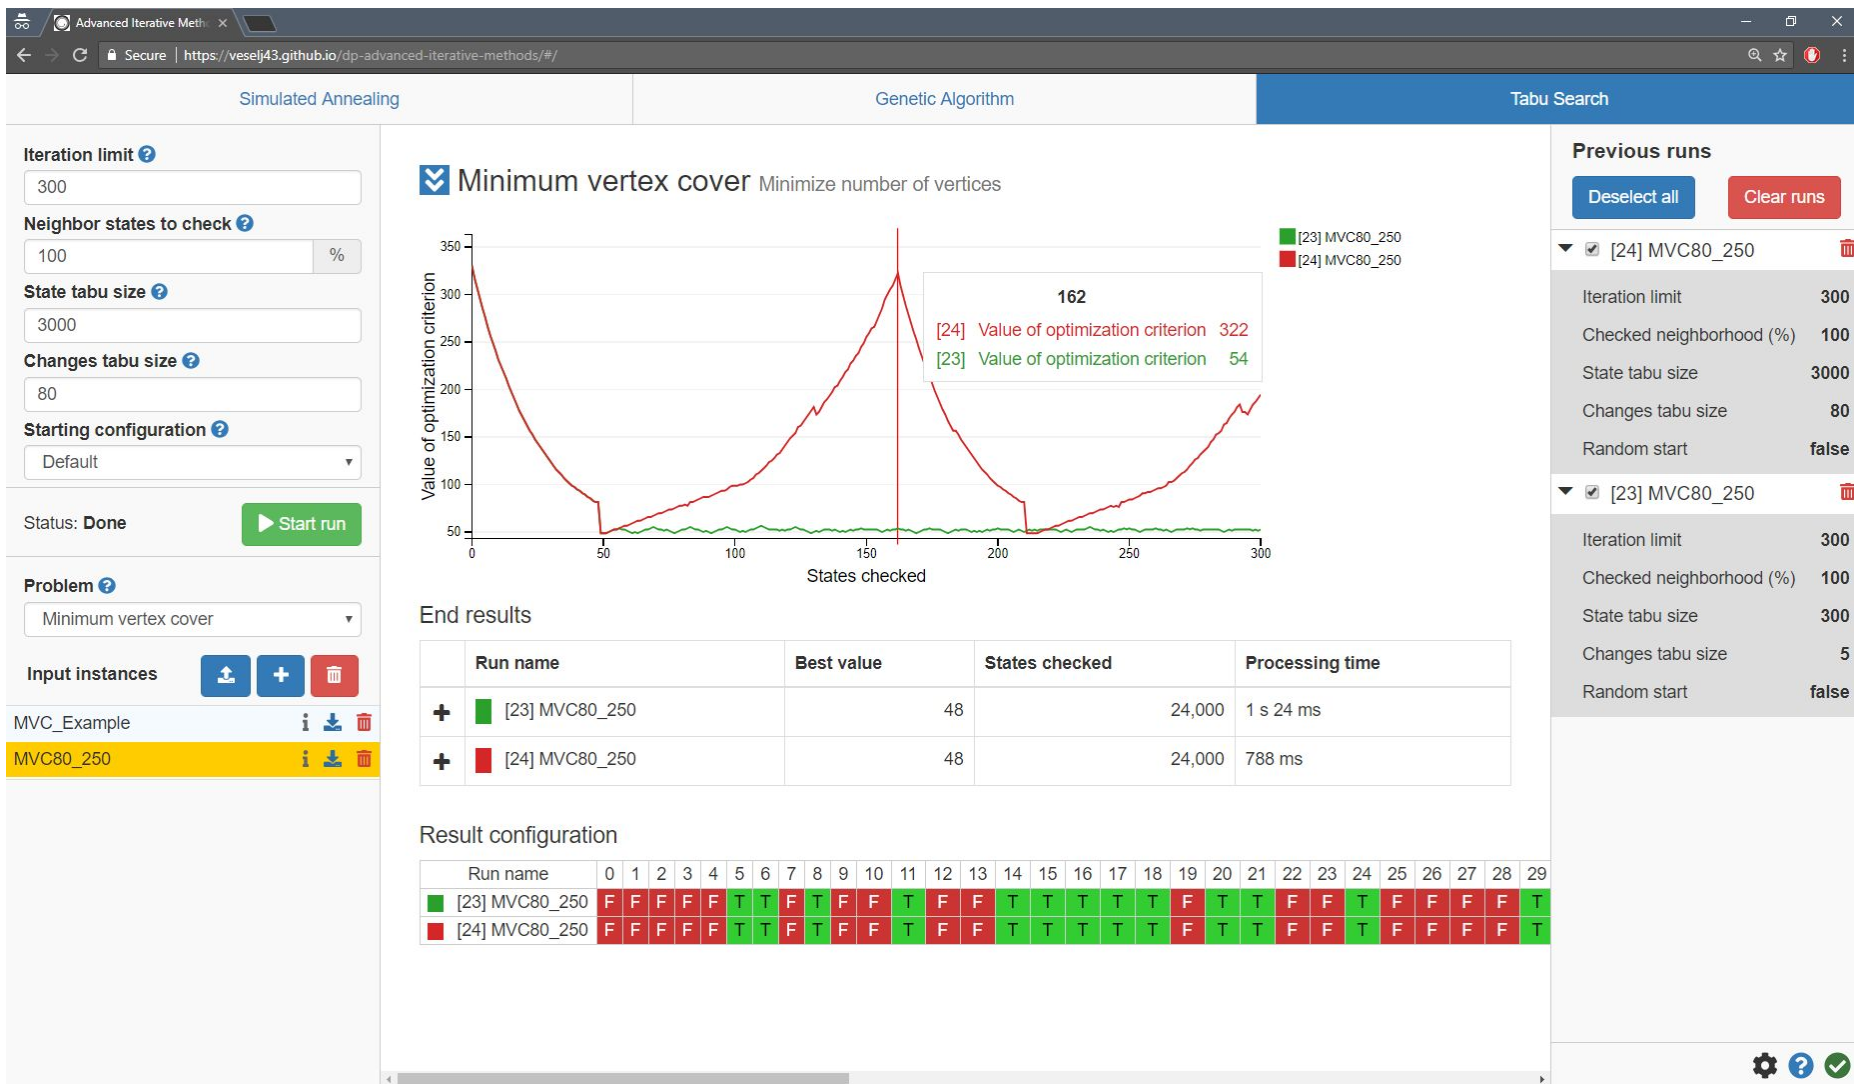 Advanced Iterative Meth
Secure | https://veselj43.github.io/dp-advanced-iterative-methods/#/
Simulated Annealing Genetic Algorithm Tabu Search
Iteration limit
300
Neighbor states to check
100 %
State tabu size
3000
Changes tabu size
80
Starting configuration
Default
Status: Done Start run
Problem
Minimum vertex cover
Input instances
MVC_Example
MVC80_250
Minimum vertex cover Minimize number of vertices
[23] MVC80_250
[24] MVC80_250
Value of optimization criterion
350
300
250
200
150
100
50
162
[24] Value of optimization criterion 322
[23] Value of optimization criterion 54
0 50 100 150 200 250 300
States checked
End results
Run name Best value States checked Processing time
[23] MVC80_250 48 24,000 1 s 24 ms
[24] MVC80_250 48 24,000 788 ms
Result configuration
Run name 0 1 2 3 4 5 6 7 8 9 10 11 12 13 14 15 16 17 18 19 20 21 22 23 24 25 26 27 28 29
[23] MVC80_250 F F F F F T T F T F F T F F T T T T T F T T F F T F F F F T
[24] MVC80_250 F F F F F T T F T F F T F F T T T T T F T T F F T F F F F T
Previous runs
Deselect all Clear runs
[24] MVC80_250
Iteration limit 300
Checked neighborhood (%) 100
State tabu size 3000
Changes tabu size 80
Random start false
[23] MVC80_250
Iteration limit 300
Checked neighborhood (%) 100
State tabu size 300
Changes tabu size 5
Random start false